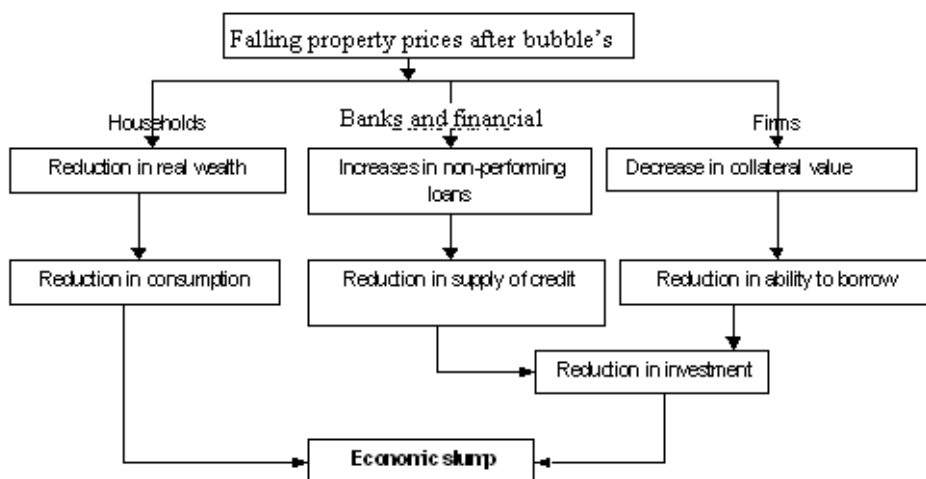 Falling property prices after bubble's
Households
Banks and financial
Firms
Reduction in real wealth
Increases in non-performing
loans
Decrease in collateral value
Reduction in consumption
Reduction in supply of credit
Reduction in ability to borrow
Reduction in investment
Economic slump